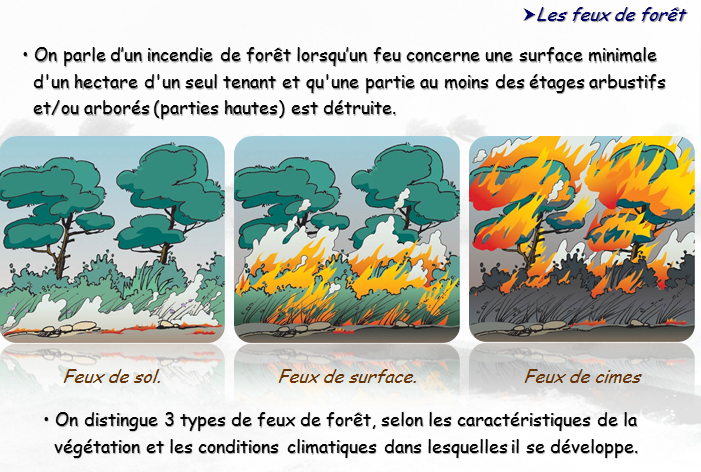 ➤Les feux de forêt
• On parle d’un incendie de forêt lorsqu’un feu concerne une surface minimale
d'un hectare d'un seul tenant et qu'une partie au moins des étages arbustifs
et/ou arborés (parties hautes) est détruite.
Feux de sol. Feux de surface. Feux de cimes
• On distingue 3 types de feux de forêt, selon les caractéristiques de la
végétation et les conditions climatiques dans lesquelles il se développe.